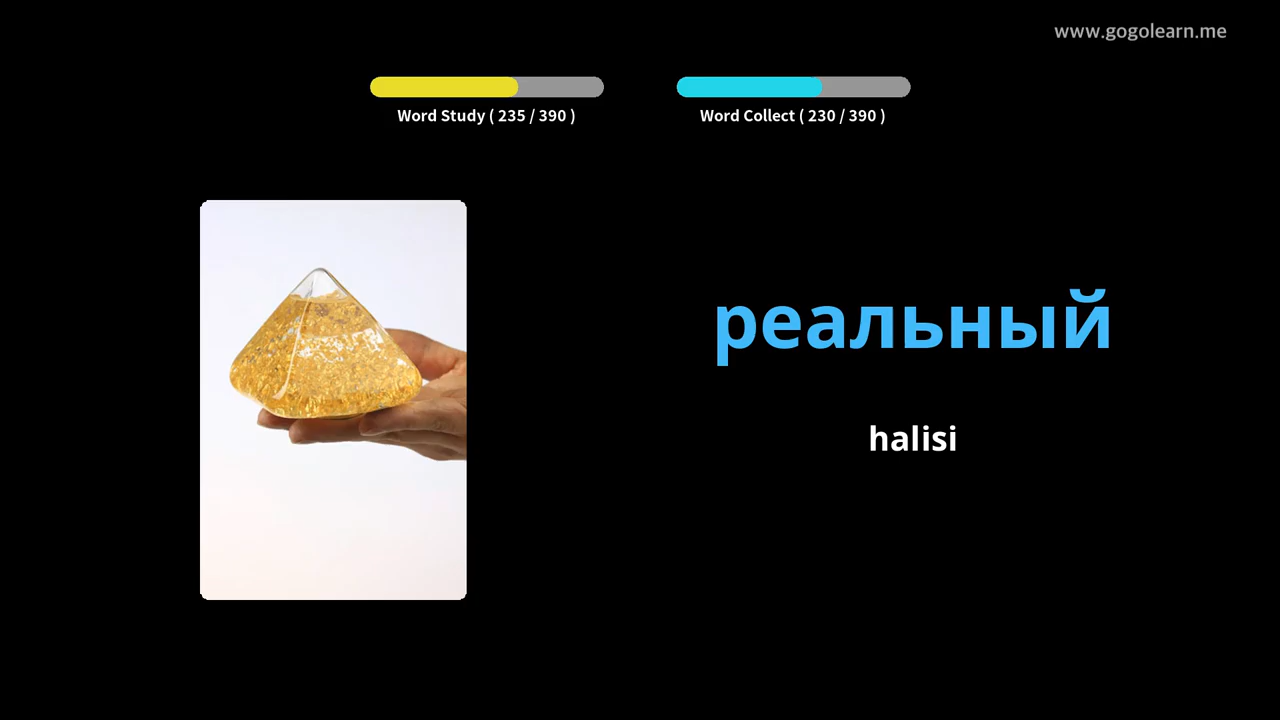 www.gogolearn.me
Word Study ( 235 / 390 )
Word Collect ( 230 / 390 )
реальный
halisi